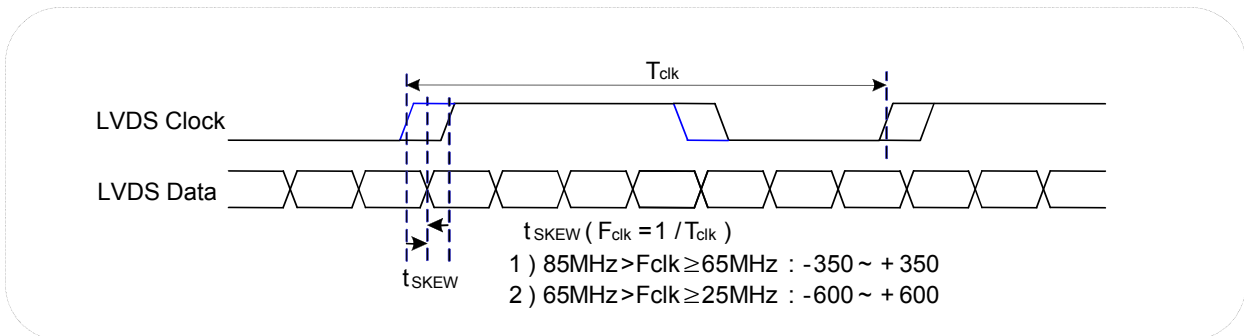 Tclk
LVDS Clock
LVDS Data
tSKEW ( Fclk = 1 / Tclk )
1 ) 85MHz>Fclk≥65MHz : -350 ~ + 350
tSKEW
2 ) 65MHz>Fclk≥25MHz : -600 ~ + 600